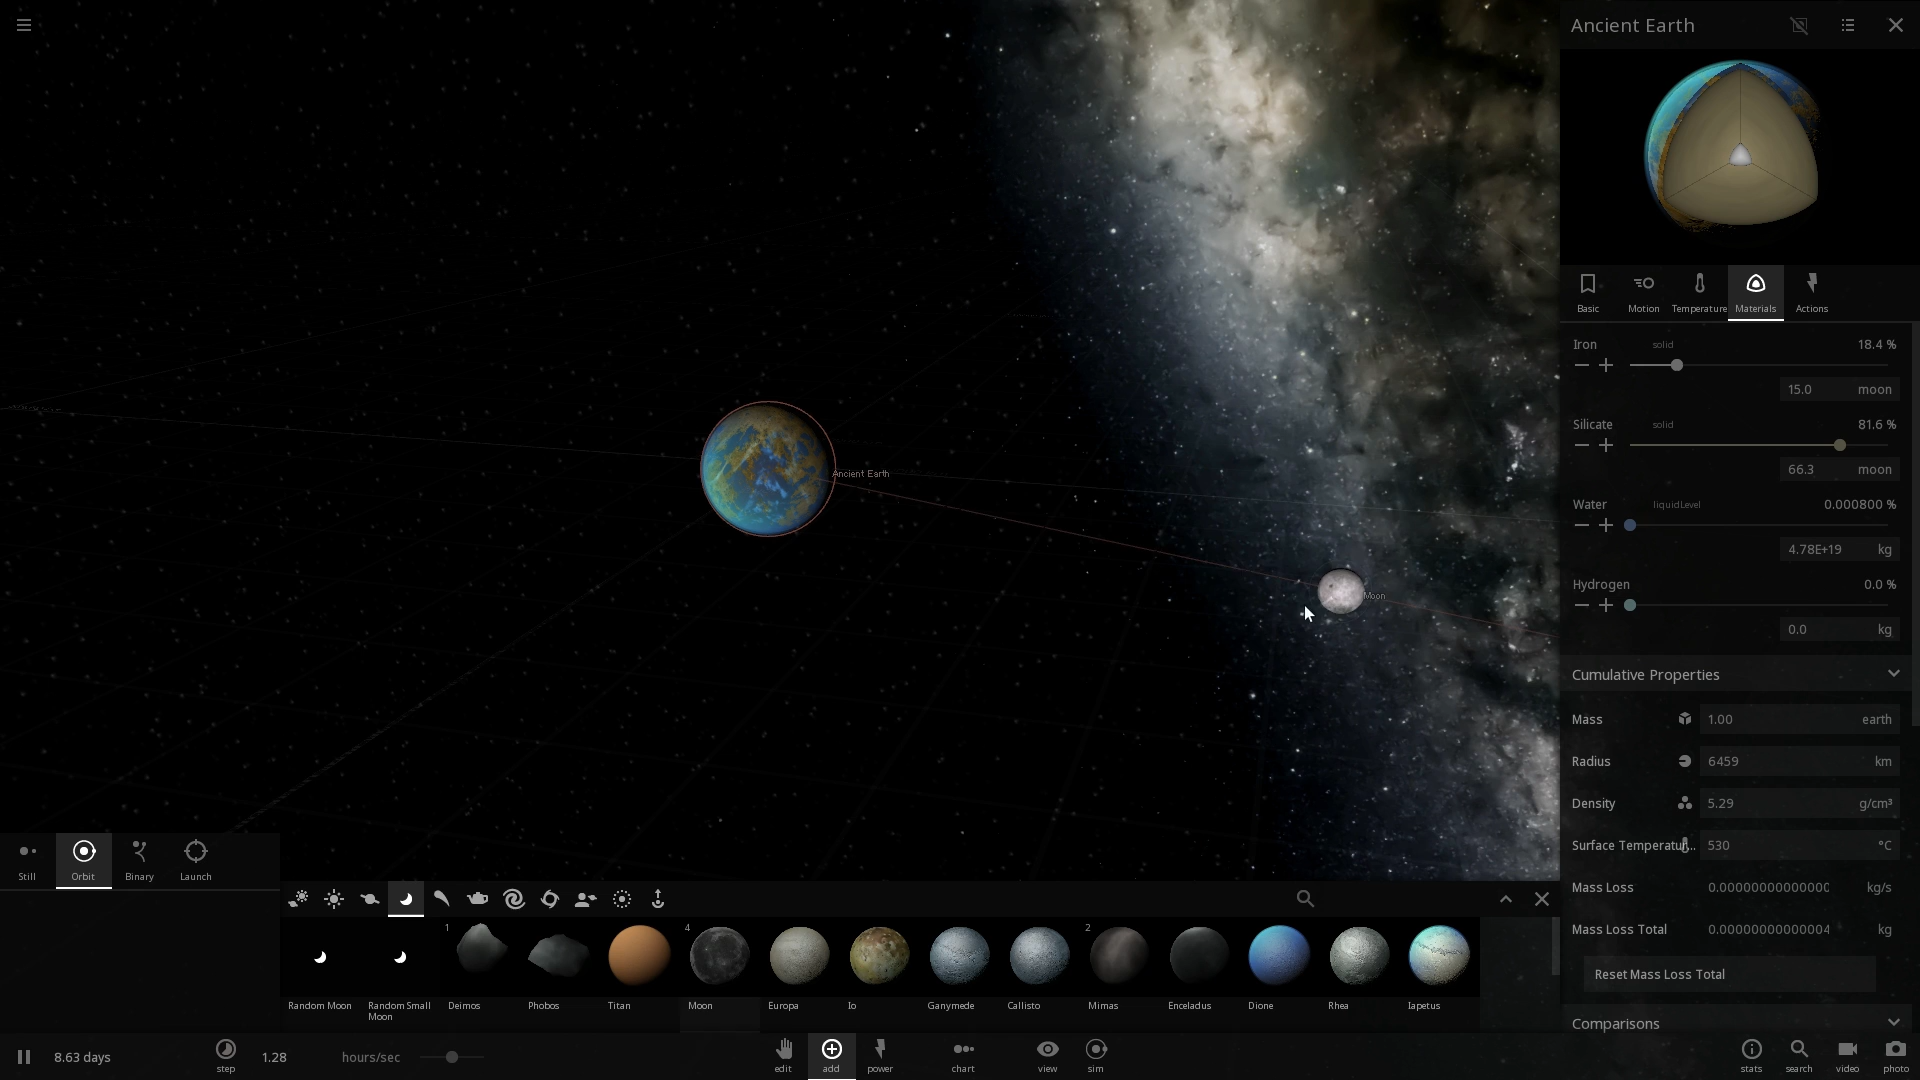 Ancient Earth
Basic
Motion
Temperature
Materials
Actions
Iron solid 18.4 %
15.0 moon
Silicate solid 81.6 %
66.3 moon
Water liquidLevel 0.000800 %
4.78E+19 kg
Hydrogen 0.0 %
0.0 kg
Cumulative Properties
Mass 1.00 earth
Radius 6459 km
Density 5.29 g/cm³
Surface Temperatur... 530 °C
Mass Loss 0.00000000000000 kg/s
Mass Loss Total 0.00000000000004 kg
Reset Mass Loss Total
Comparisons
Ancient Earth
Moon
Still
Orbit
Binary
Launch
1
4
2
Random Moon
Random Small
Moon
Deimos
Phobos
Titan
Moon
Europa
Io
Ganymede
Callisto
Mimas
Enceladus
Dione
Rhea
Iapetus
8.63 days
step
1.28 hours/sec
edit
add
power
chart
view
sim
stats
search
video
photo